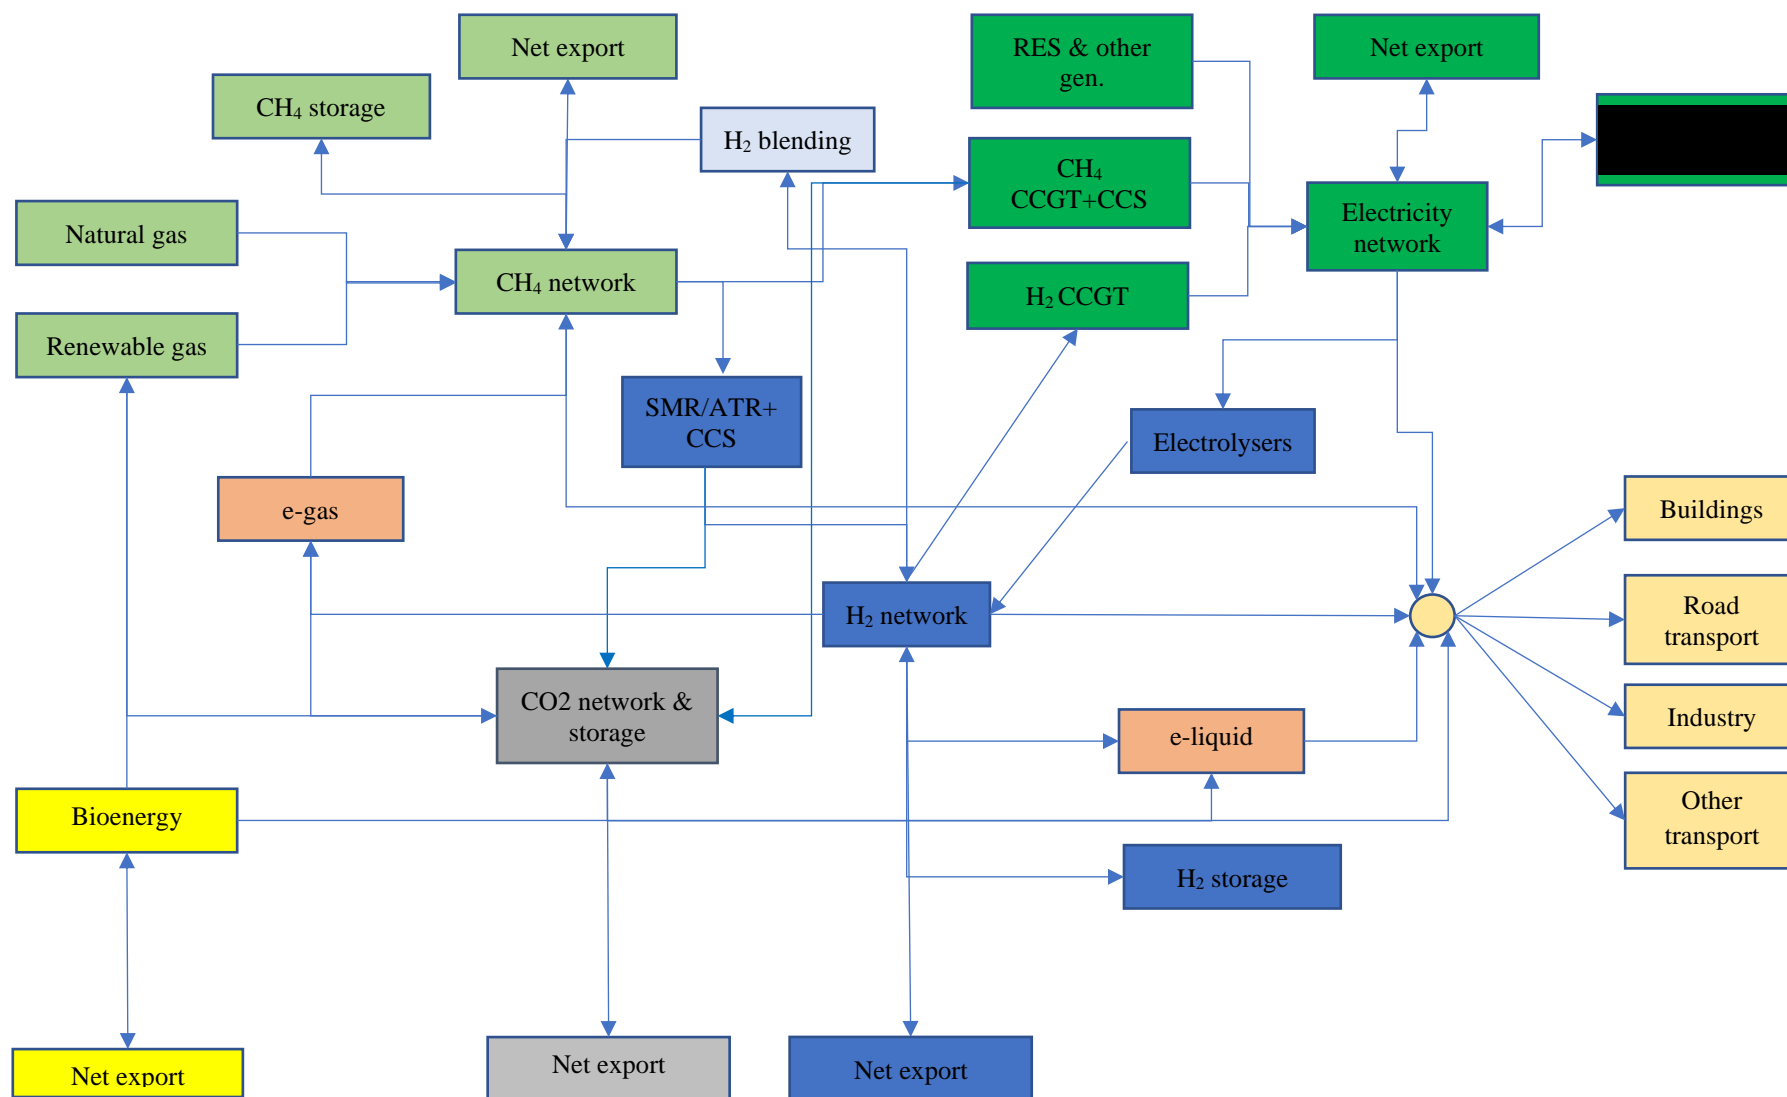 Net export
RES & other
gen.
Net export
CH₄ storage
H₂ blending
CH₄
CCGT+CCS
Natural gas
Electricity
network
CH₄ network
H₂ CCGT
Renewable gas
SMR/ATR+
CCS
Electrolysers
e-gas
Buildings
H₂ network
Road
transport
CO2 network &
storage
e-liquid
Industry
Bioenergy
Other
transport
H₂ storage
Net export
Net export
Net export